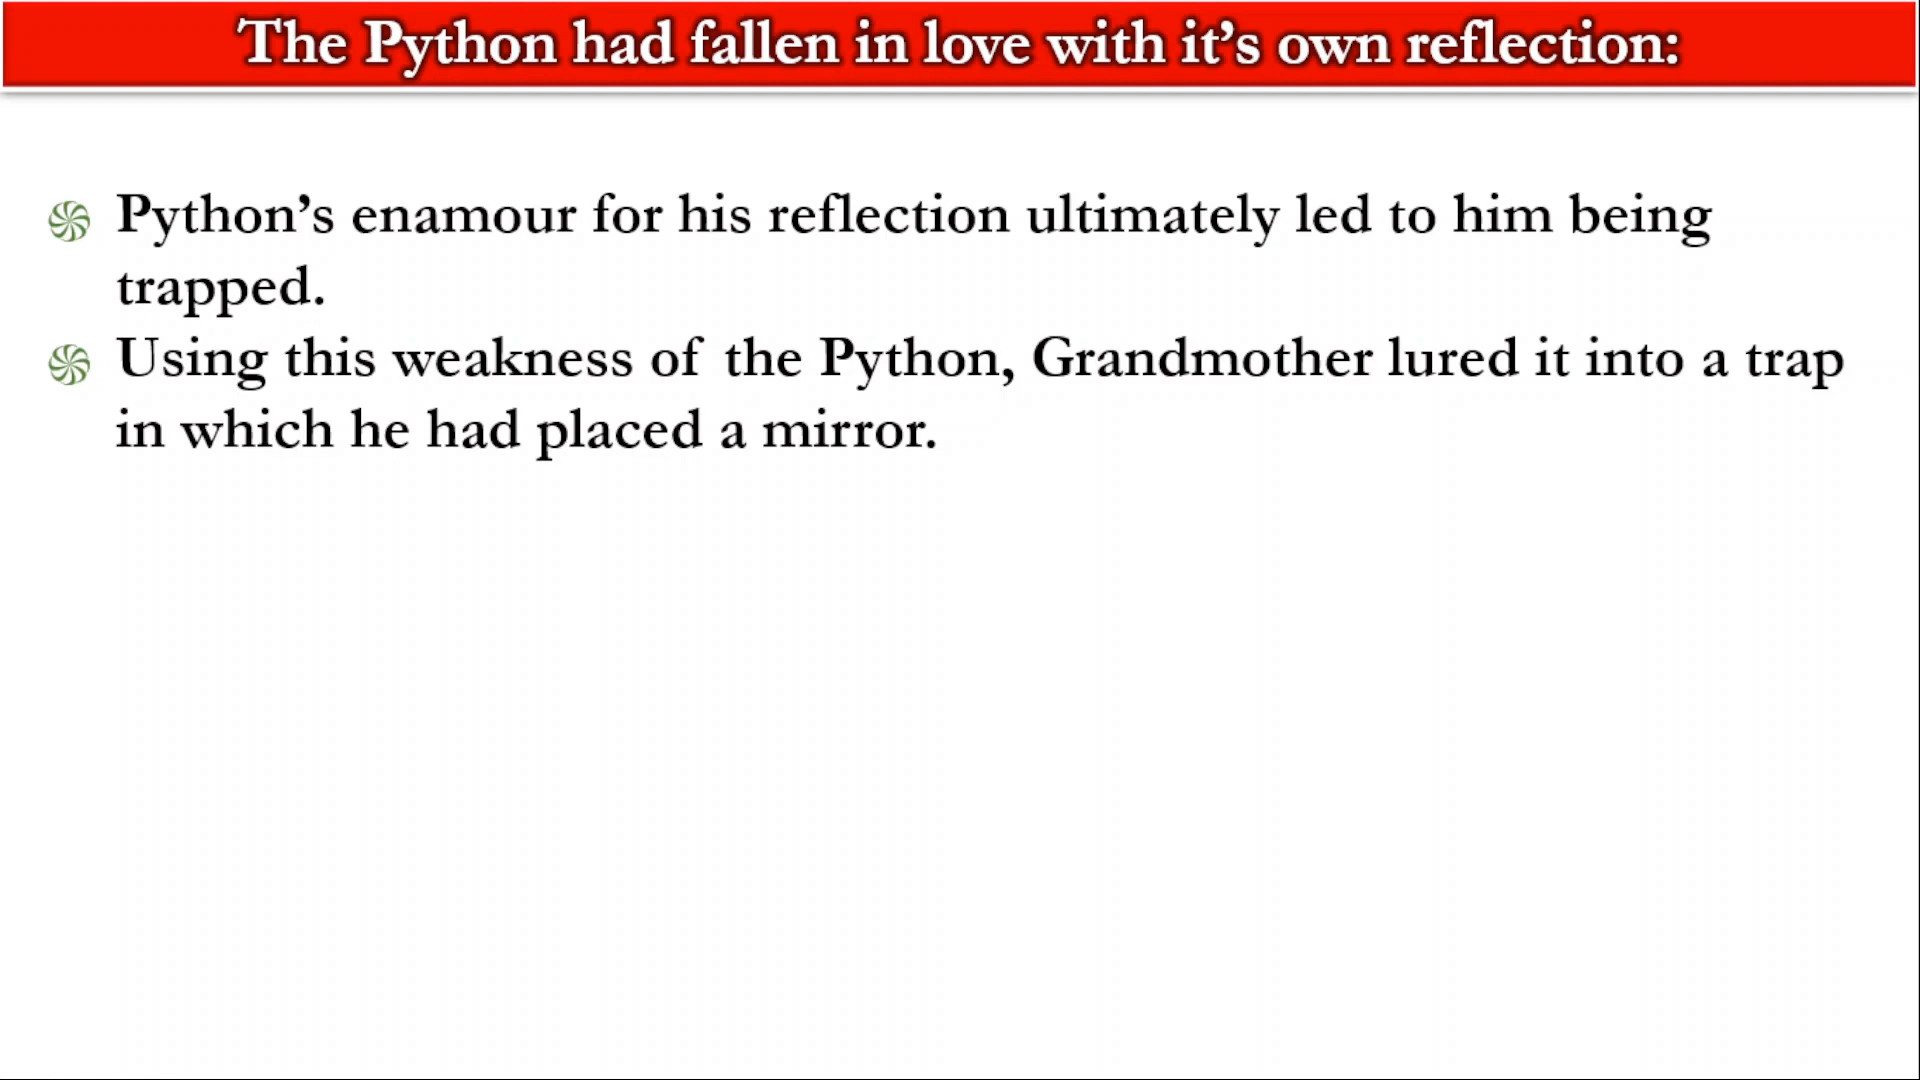 The Python had fallen in love with it’s own reflection:
Python’s enamour for his reflection ultimately led to him being
trapped.
Using this weakness of the Python, Grandmother lured it into a trap
in which he had placed a mirror.